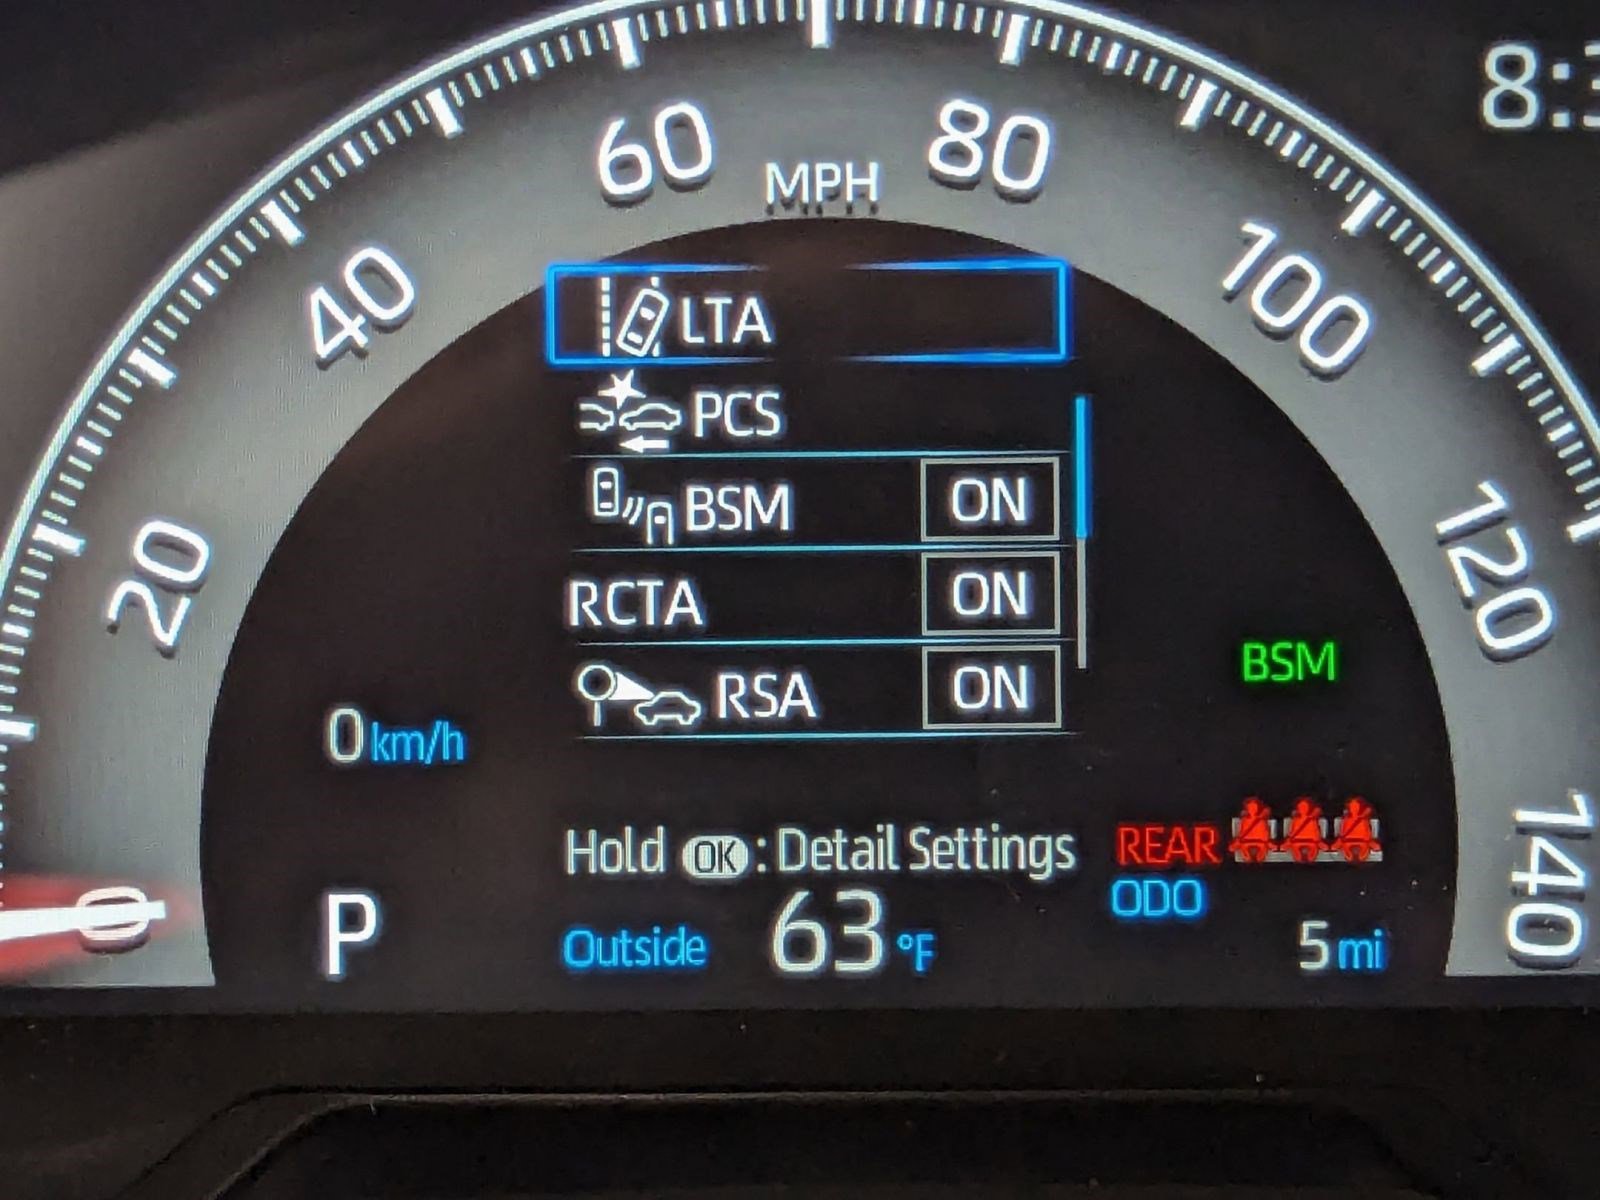 8:3
60
80
MPH
40
100
LTA
PCS
BSM ON
20
120
RCTA ON
BSM
RSA ON
0 km/h
Hold OK : Detail Settings
REAR
140
ODO
0
P
Outside 63 °F
5 mi